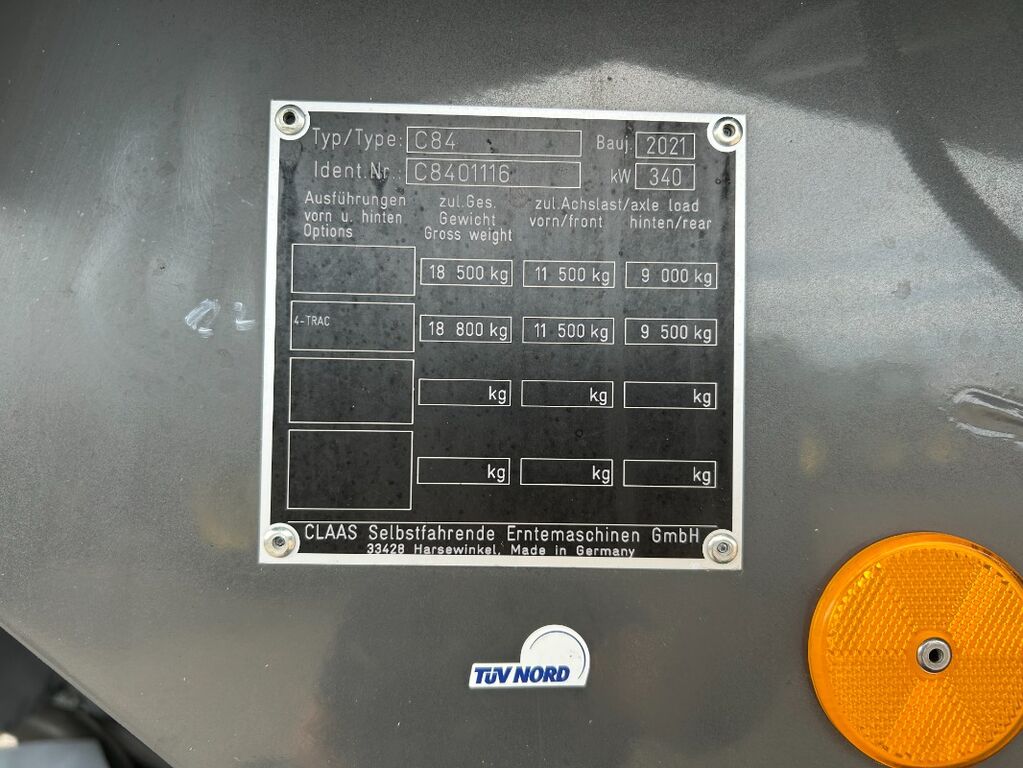 Typ/Type: C84 Bauj. 2021
Ident.Nr.: C8401116 kW 340
Ausführungen zul.Ges. zul.Achslast/axle load
vorn u. hinten Gewicht vorn/front hinten/rear
Options Gross weight
18 500 kg 11 500 kg 9 000 kg
4-TRAC 18 800 kg 11 500 kg 9 500 kg
kg kg kg
kg kg kg
CLAAS Selbstfahrende Erntemaschinen GmbH
33428 Harsewinkel, Made in Germany
TÜV NORD